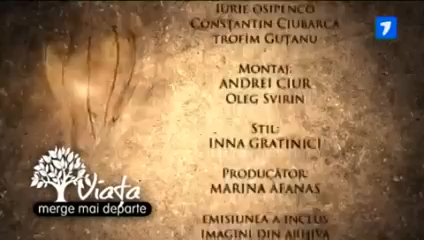 Iurie Osipenco
Constantin Ciubarca
Trofim Guțanu
Montaj:
Andrei Ciur
Oleg Svirin
Stil:
Inna Gratinici
Producător
Marina Afanas
Emisiunea a inclus
imagini din arhiva
Viața
merge mai departe
1